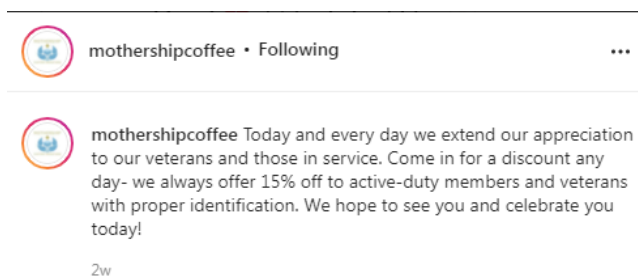 mothershipcoffee • Following
•••
mothershipcoffee Today and every day we extend our appreciation
to our veterans and those in service. Come in for a discount any
day- we always offer 15% off to active-duty members and veterans
with proper identification. We hope to see you and celebrate you
today!
2w